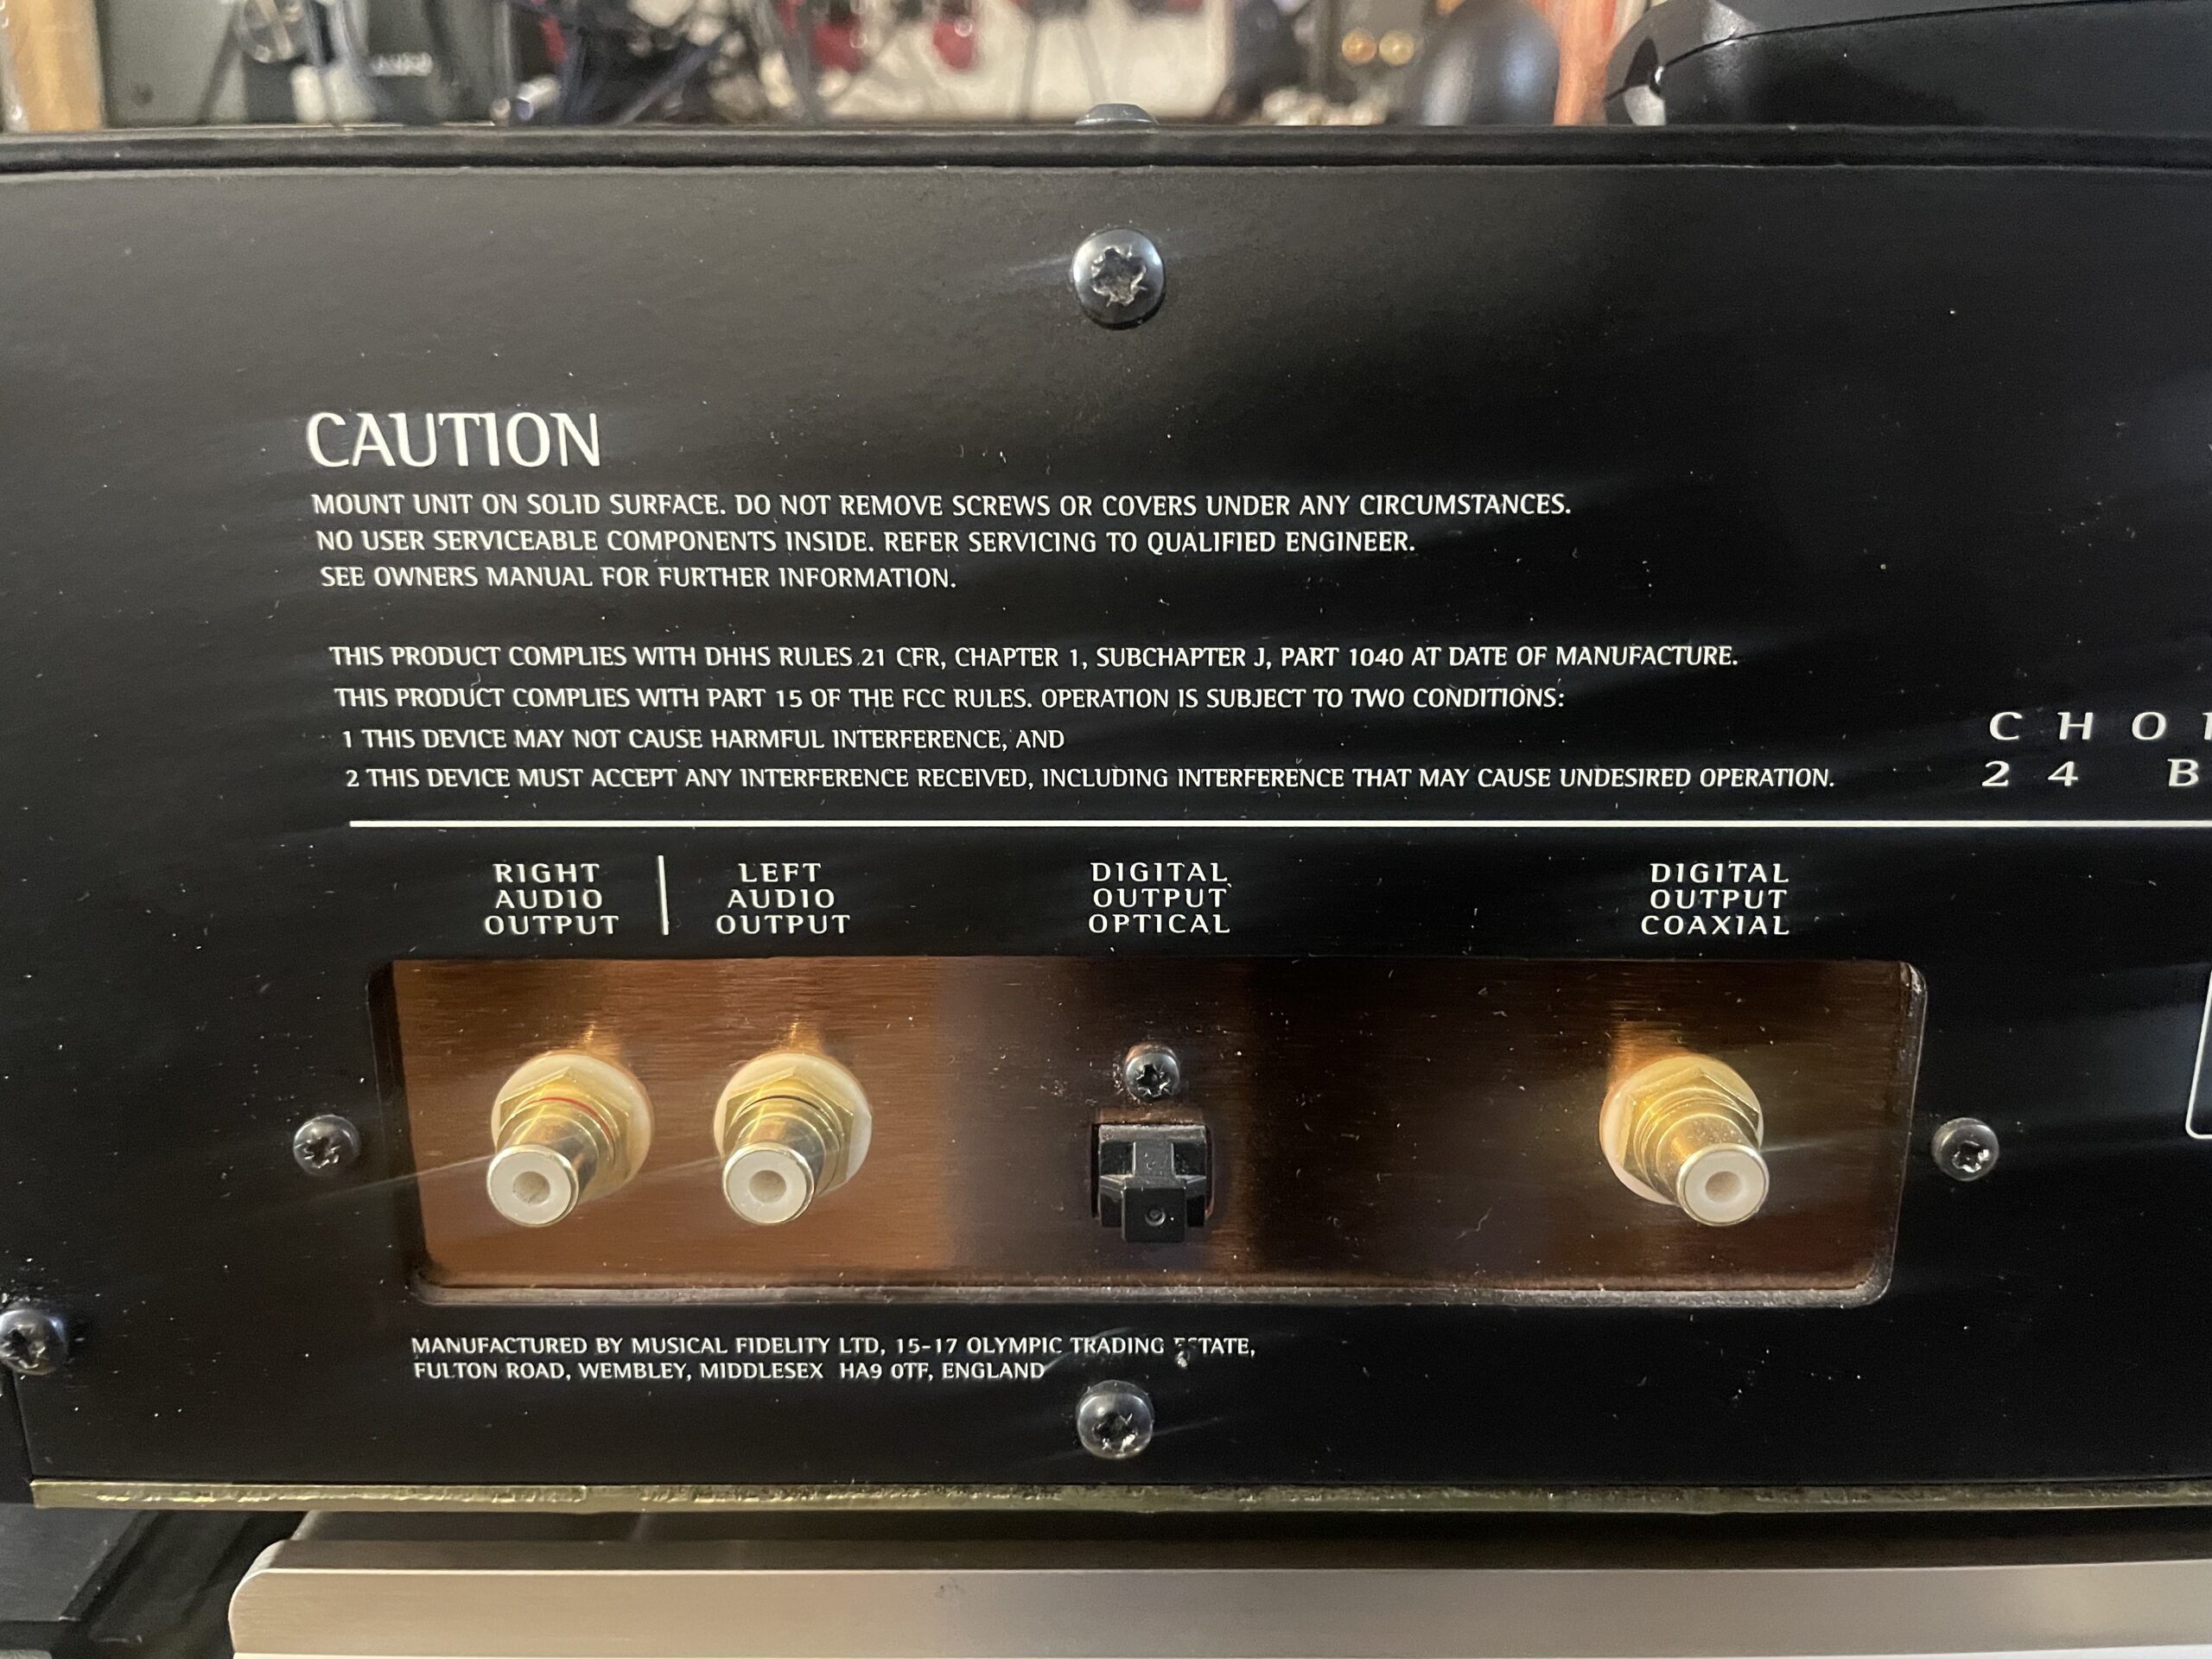 CAUTION
MOUNT UNIT ON SOLID SURFACE. DO NOT REMOVE SCREWS OR COVERS UNDER ANY CIRCUMSTANCES.
NO USER SERVICEABLE COMPONENTS INSIDE. REFER SERVICING TO QUALIFIED ENGINEER.
SEE OWNERS MANUAL FOR FURTHER INFORMATION.
THIS PRODUCT COMPLIES WITH DHHS RULES 21 CFR, CHAPTER 1, SUBCHAPTER J, PART 1040 AT DATE OF MANUFACTURE.
THIS PRODUCT COMPLIES WITH PART 15 OF THE FCC RULES. OPERATION IS SUBJECT TO TWO CONDITIONS:
1 THIS DEVICE MAY NOT CAUSE HARMFUL INTERFERENCE, AND
2 THIS DEVICE MUST ACCEPT ANY INTERFERENCE RECEIVED, INCLUDING INTERFERENCE THAT MAY CAUSE UNDESIRED OPERATION.
C H O
2 4 B
RIGHT
AUDIO
OUTPUT
LEFT
AUDIO
OUTPUT
DIGITAL
OUTPUT
OPTICAL
DIGITAL
OUTPUT
COAXIAL
MANUFACTURED BY MUSICAL FIDELITY LTD, 15-17 OLYMPIC TRADING ESTATE,
FULTON ROAD, WEMBLEY, MIDDLESEX HA9 0TF, ENGLAND